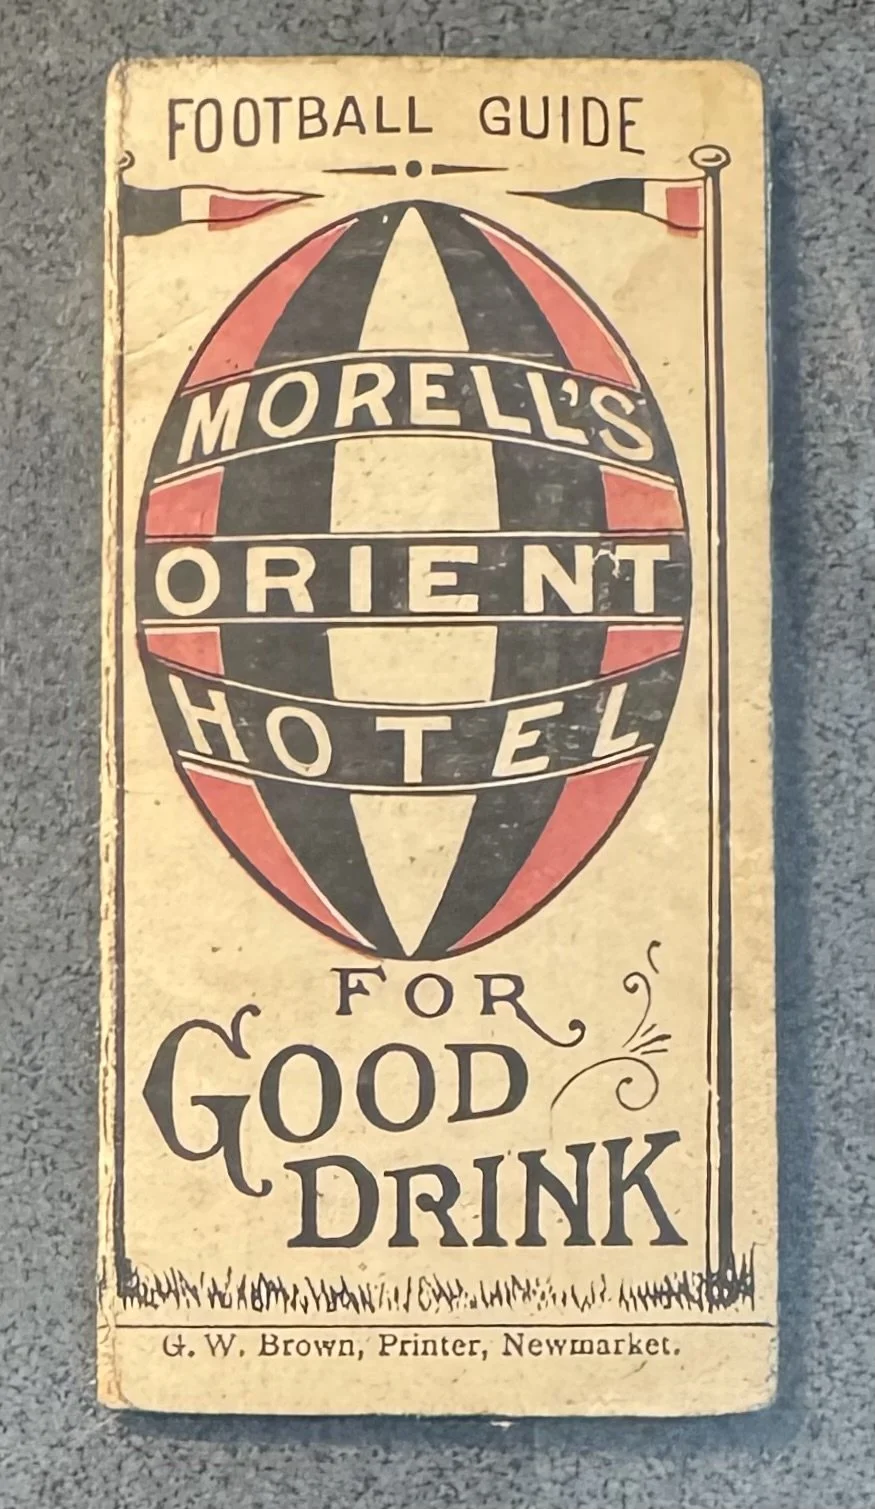 FOOTBALL GUIDE
MORELL'S
ORIENT
HOTEL
FOR
GOOD
DRINK
G. W. Brown, Printer, Newmarket.